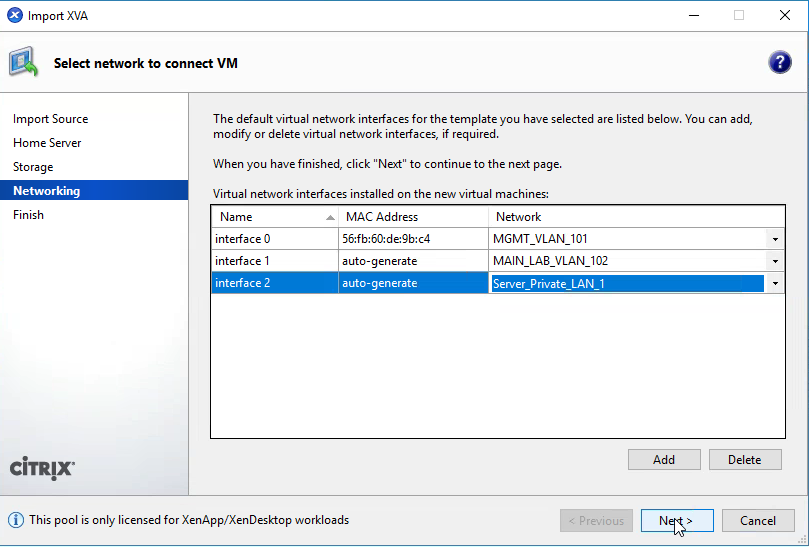 Import XVA
Select network to connect VM
Import Source
Home Server
Storage
Networking
Finish
The default virtual network interfaces for the template you have selected are listed below. You can add,
modify or delete virtual network interfaces, if required.
When you have finished, click "Next" to continue to the next page.
Virtual network interfaces installed on the new virtual machines:
Name MAC Address Network
interface 0 56:fb:60:de:9b:c4 MGMT_VLAN_101
interface 1 auto-generate MAIN_LAB_VLAN_102
interface 2 auto-generate Server_Private_LAN_1
Add Delete
CİTRIX
This pool is only licensed for XenApp/XenDesktop workloads
< Previous Next > Cancel